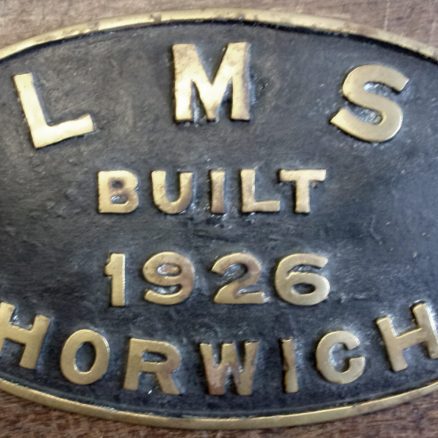 L M S
BUILT
1926
HORWICH